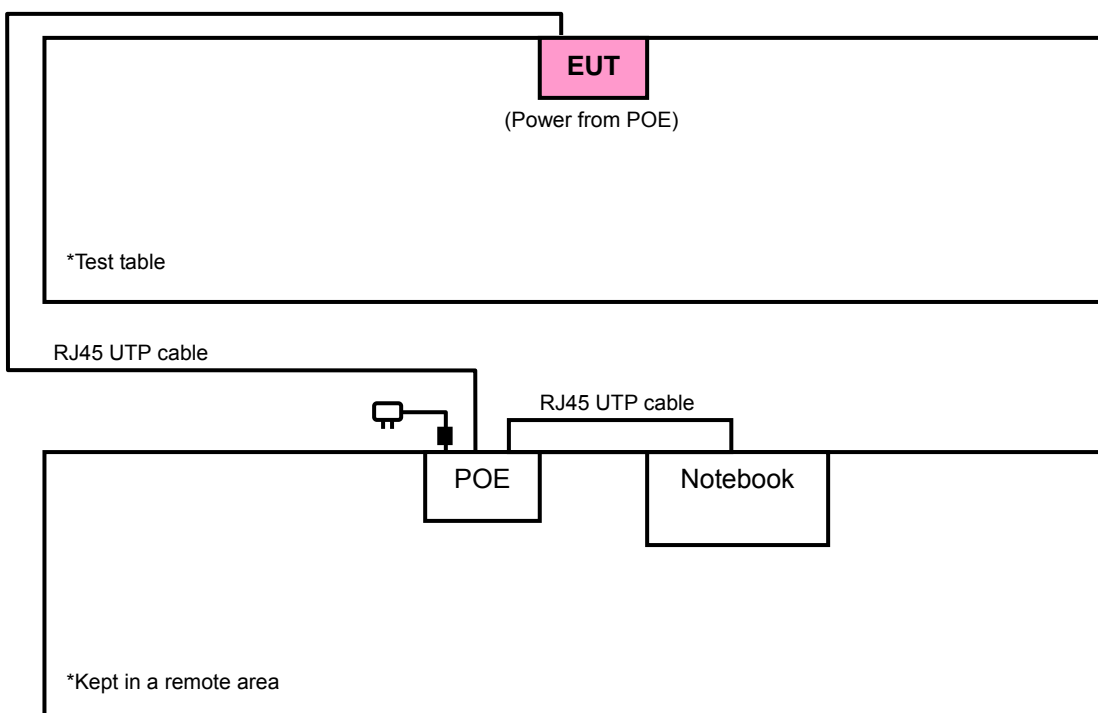 EUT
(Power from POE)
*Test table
RJ45 UTP cable
RJ45 UTP cable
POE
Notebook
*Kept in a remote area